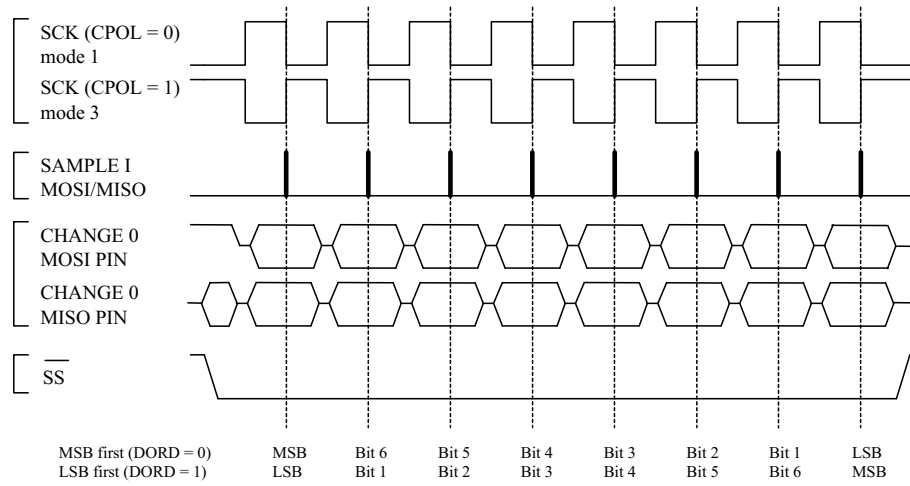 SCK (CPOL = 0)
mode 1
SCK (CPOL = 1)
mode 3
SAMPLE I
MOSI/MISO
CHANGE 0
MOSI PIN
CHANGE 0
MISO PIN
SS
MSB first (DORD = 0) MSB Bit 6 Bit 5 Bit 4 Bit 3 Bit 2 Bit 1 LSB
LSB first (DORD = 1) LSB Bit 1 Bit 2 Bit 3 Bit 4 Bit 5 Bit 6 MSB